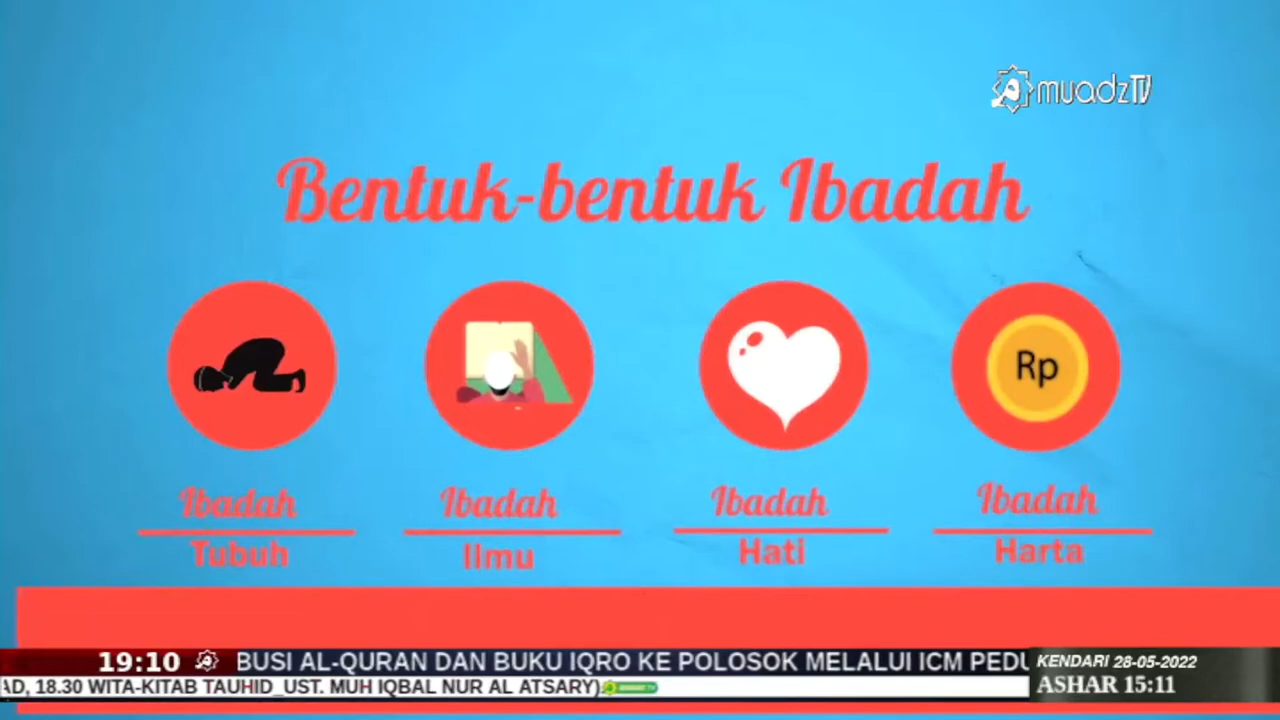 muadzTV
Bentuk-bentuk Ibadah
Rp
Ibadah
Tubuh
Ibadah
Ilmu
Ibadah
Hati
Ibadah
Harta
19:10 BUSI AL-QURAN DAN BUKU IQRO KE POLOSOK MELALUI ICM PEDU
KENDARI 28-05-2022
AD, 18.30 WITA-KITAB TAUHID_UST. MUH IQBAL NUR AL ATSARY)
ASHAR 15:11